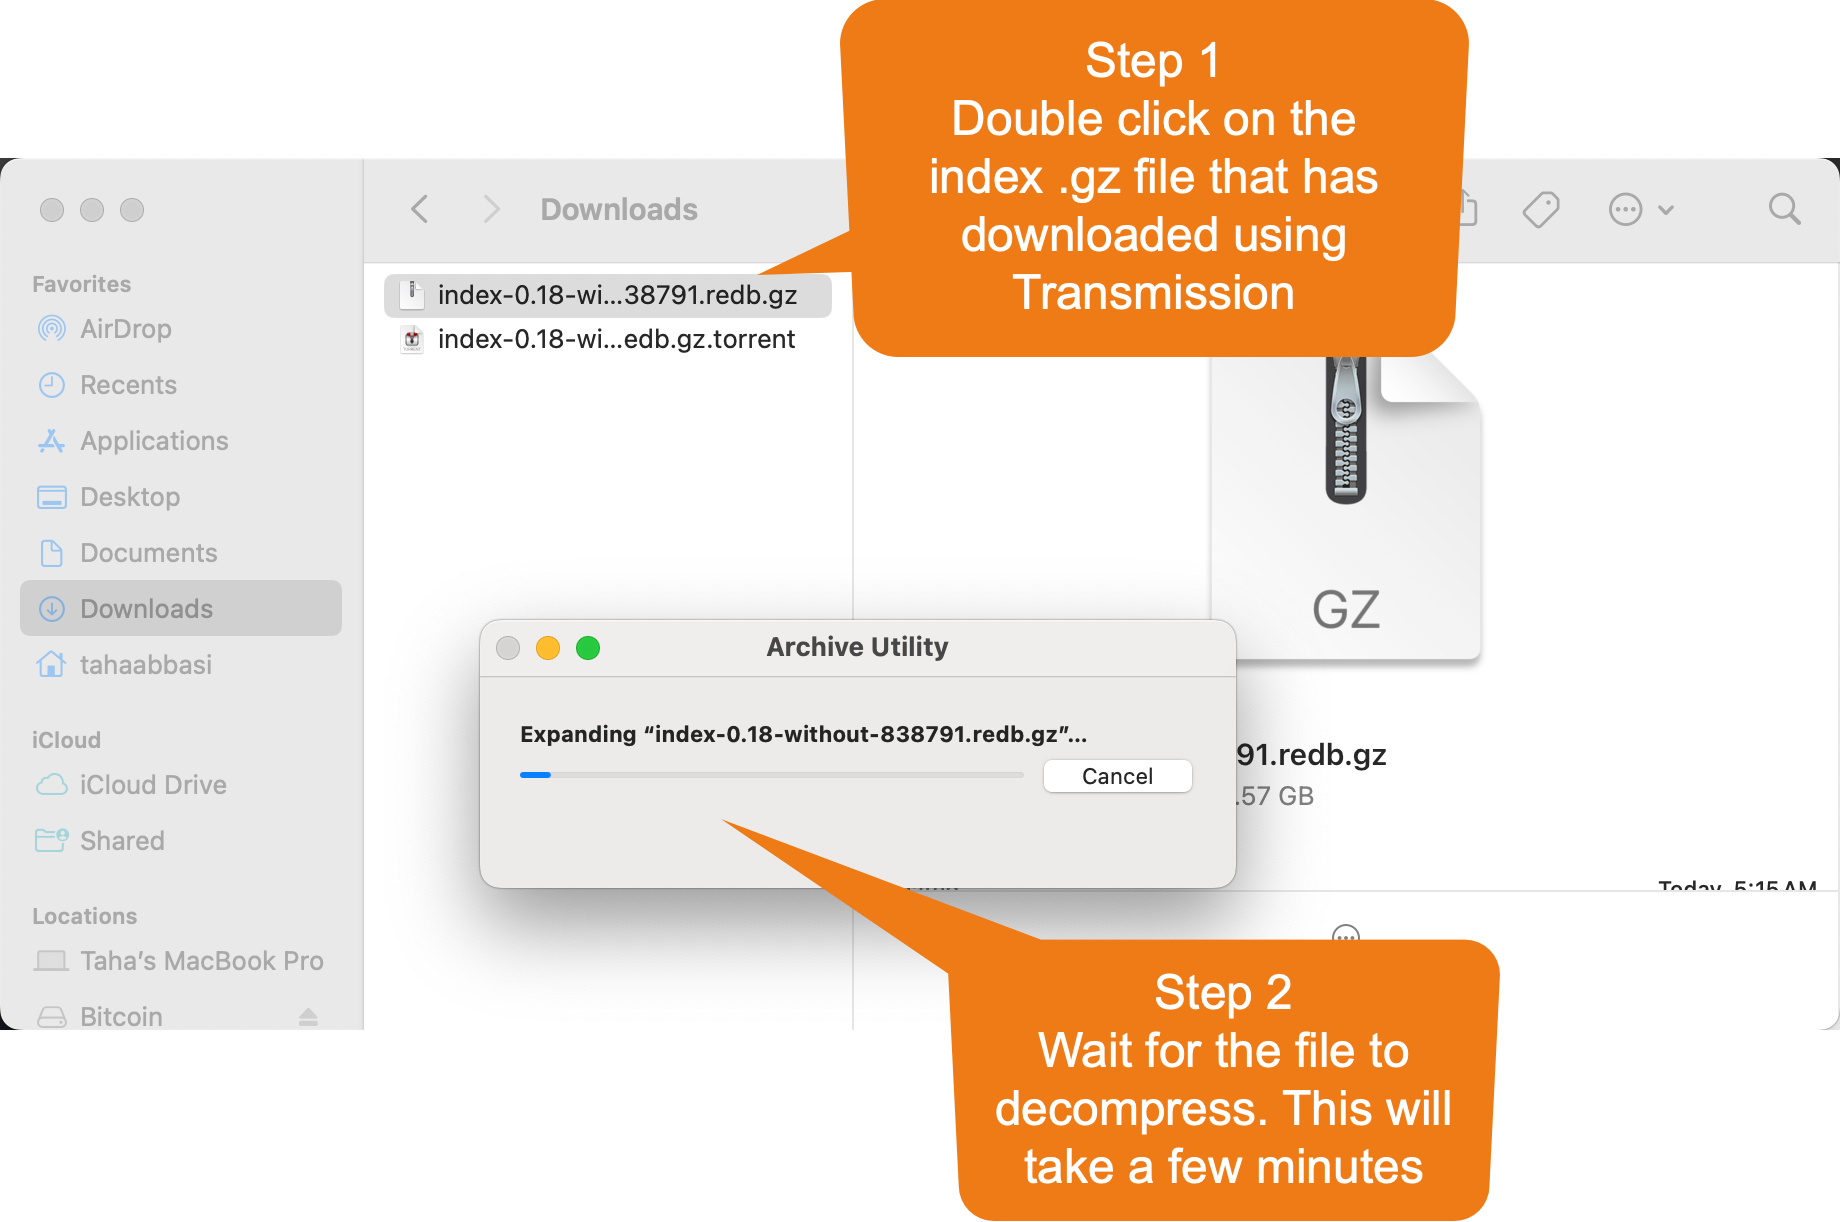 Step 1
Double click on the
index .gz file that has
downloaded using
Transmission
Downloads
Favorites
AirDrop
Recents
Applications
Desktop
Documents
Downloads
tahaabbasi
iCloud
iCloud Drive
Shared
Locations
Taha’s MacBook Pro
Bitcoin
index-0.18-wi...38791.redb.gz
index-0.18-wi...edb.gz.torrent
GZ
Archive Utility
Expanding “index-0.18-without-838791.redb.gz”...
Cancel
91.redb.gz
.57 GB
Today, 5:15 AM
Step 2
Wait for the file to
decompress. This will
take a few minutes